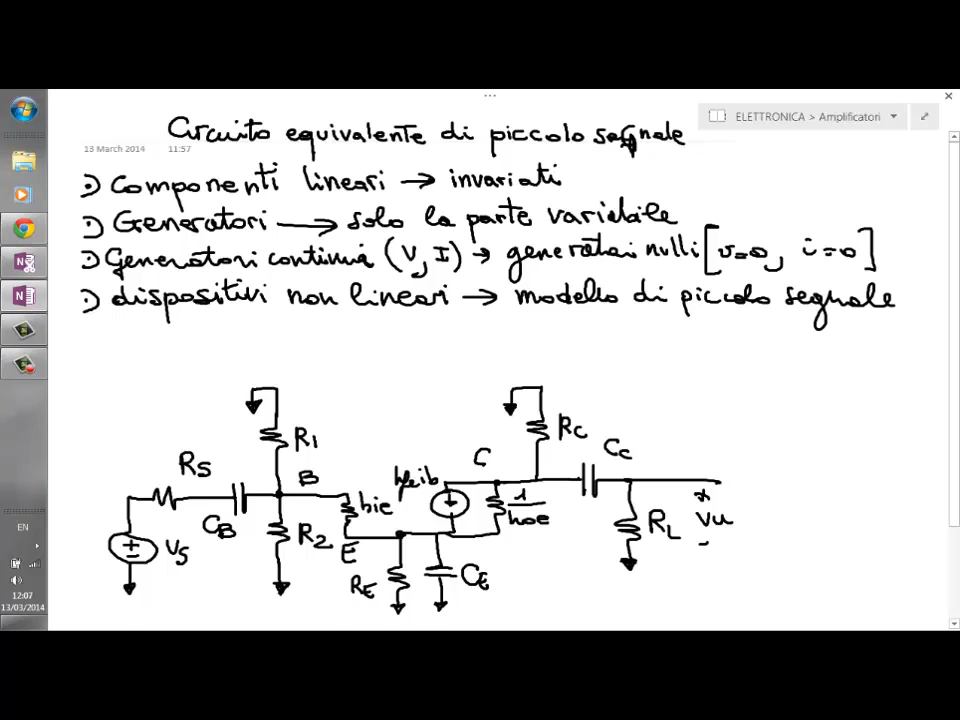 ELETTRONICA > Amplificatori
Circuito equivalente di piccolo segnale
13 March 2014 11:57
•) Componenti lineari → invariati
•) Generatori → solo la parte variabile
•) Generatori continui (V, I) → generatori nulli [v=0, i=0]
•) dispositivi non lineari → modello di piccolo segnale
R1
RC
CC
RS
B
C
hfeib
hie
1/hoe
CB
R2
E
RL
+
vu
-
+
-
vs
RE
CE
EN
12:07
13/03/2014